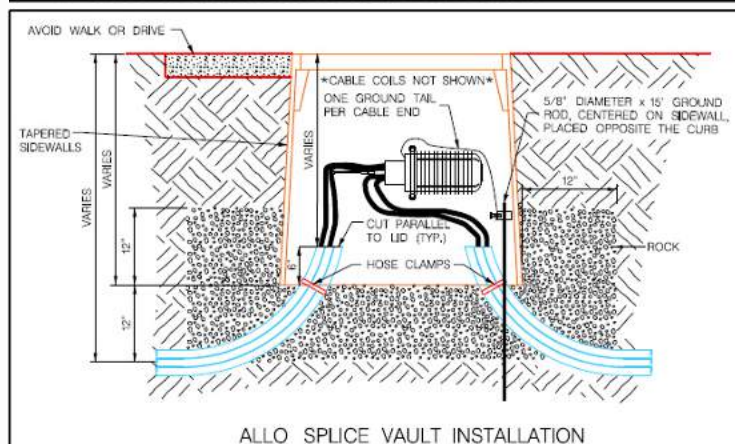 AVOID WALK OR DRIVE
*CABLE COILS NOT SHOWN*
ONE GROUND TAIL
PER CABLE END
5/8" DIAMETER x 15' GROUND
ROD, CENTERED ON SIDEWALL,
PLACED OPPOSITE THE CURB
TAPERED
SIDEWALLS
VARIES
VARIES
VARIES
12"
12"
12"
CUT PARALLEL
TO LID (TYP.)
6"
ROCK
HOSE CLAMPS
ALLO SPLICE VAULT INSTALLATION